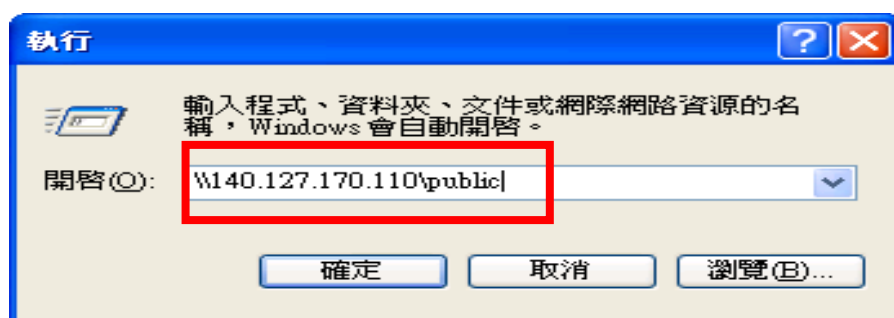 執行
輸入程式、資料夾、文件或網際網路資源的名
稱，Windows 會自動開啓。
開啓(O): \\140.127.170.110\public
確定 取消 瀏覽(B)...